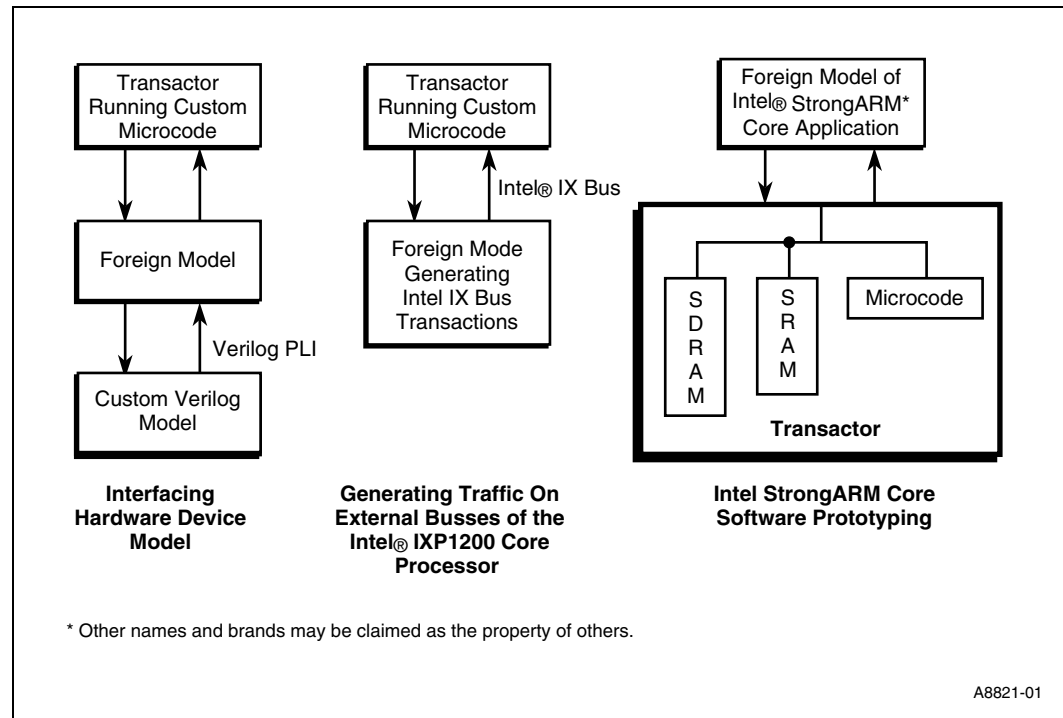 Transactor
Running Custom
Microcode
Foreign Model
Verilog PLI
Custom Verilog
Model
Interfacing
Hardware Device
Model
Transactor
Running Custom
Microcode
Intel® IX Bus
Foreign Mode
Generating
Intel IX Bus
Transactions
Generating Traffic On
External Busses of the
Intel® IXP1200 Core
Processor
Foreign Model of
Intel® StrongARM*
Core Application
S
D
R
A
M
S
R
A
M
Microcode
Transactor
Intel StrongARM Core
Software Prototyping
* Other names and brands may be claimed as the property of others.
A8821-01